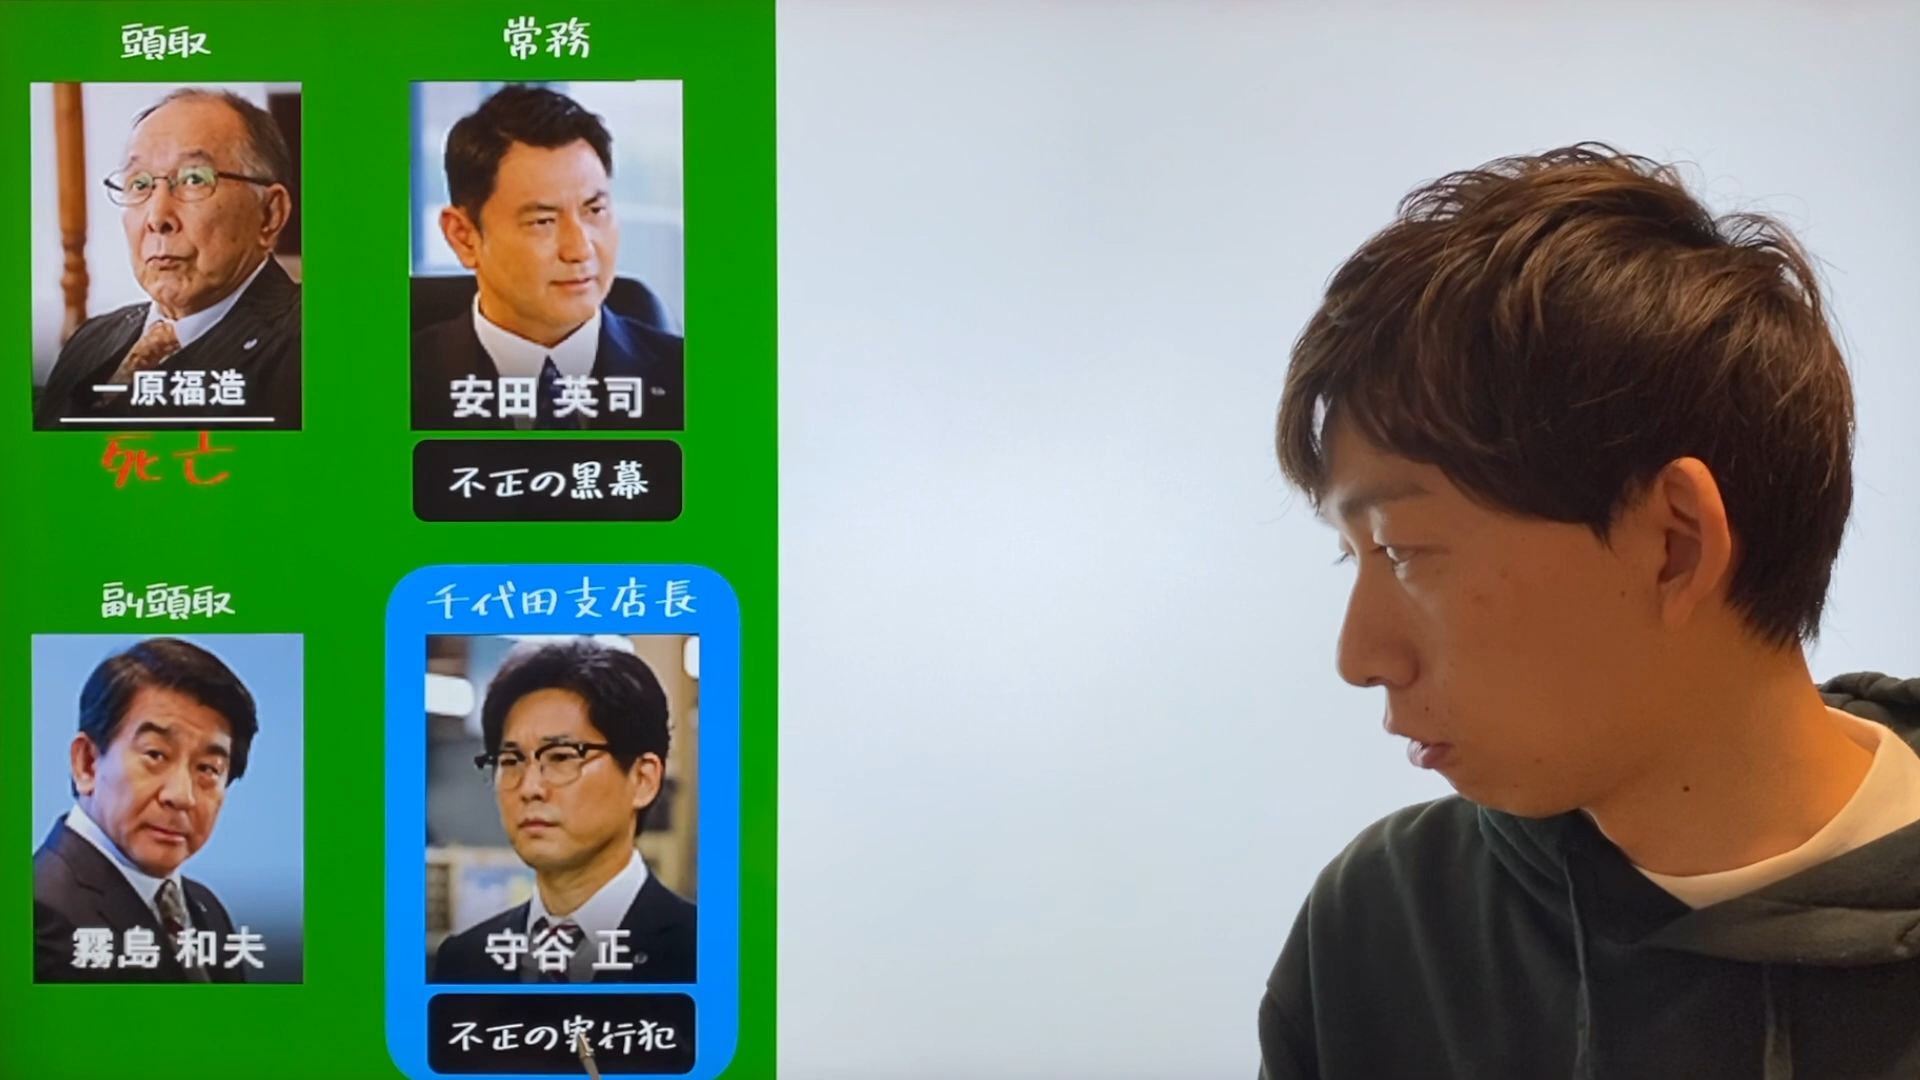 頭取
一原福造
死亡
常務
安田 英司
不正の黒幕
副頭取
霧島 和夫
千代田支店長
守谷 正
不正の実行犯